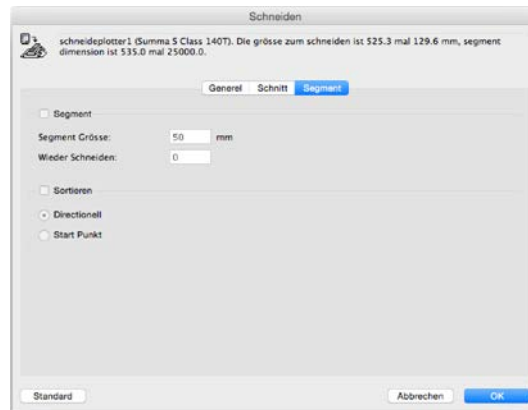 Schneiden
schneideplotter1 (Summa S Class 140T). Die grösse zum schneiden ist 525.3 mal 129.6 mm, segment
dimension ist 535.0 mal 25000.0.
Generel Schnitt Segment
Segment
Segment Grösse: 50 mm
Wieder Schneiden: 0
Sortieren
Directionell
Start Punkt
Standard Abbrechen OK